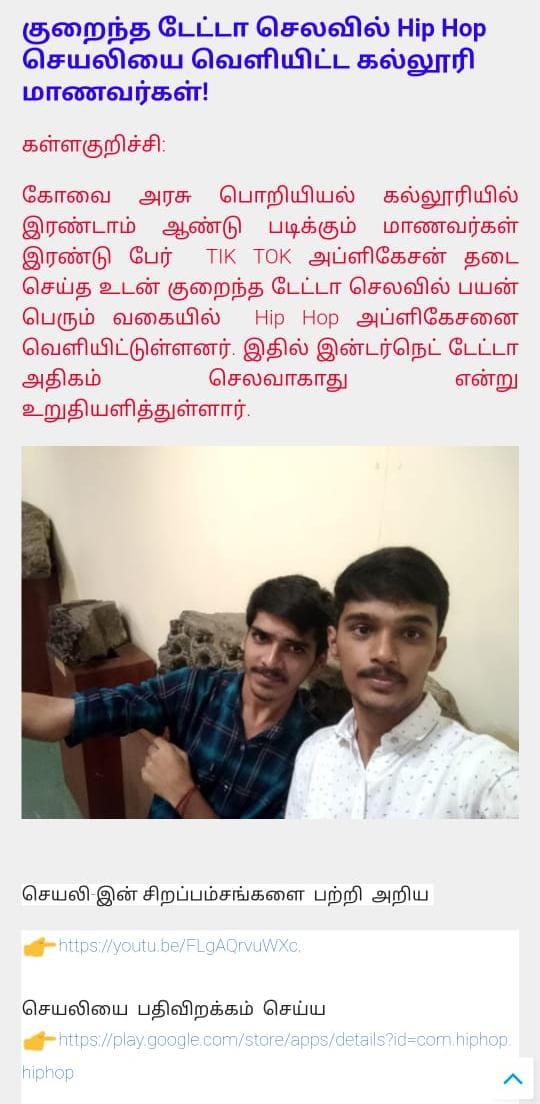 குறைந்த டேட்டா செலவில் Hip Hop
செயலியை வெளியிட்ட கல்லூரி
மாணவர்கள்!
கள்ளகுறிச்சி:
கோவை அரசு பொறியியல் கல்லூரியில்
இரண்டாம் ஆண்டு படிக்கும் மாணவர்கள்
இரண்டு பேர் TIK TOK அப்ளிகேசன் தடை
செய்த உடன் குறைந்த டேட்டா செலவில் பயன்
பெரும் வகையில் Hip Hop அப்ளிகேசனை
வெளியிட்டுள்ளனர். இதில் இன்டர்நெட் டேட்டா
அதிகம் செலவாகாது என்று
உறுதியளித்துள்ளார்.
செயலி-இன் சிறப்பம்சங்களை பற்றி அறிய
👉https://youtu.be/FLgAQrvuWXc.
செயலியை பதிவிறக்கம் செய்ய
👉https://play.google.com/store/apps/details?id=com.hiphop.
hiphop